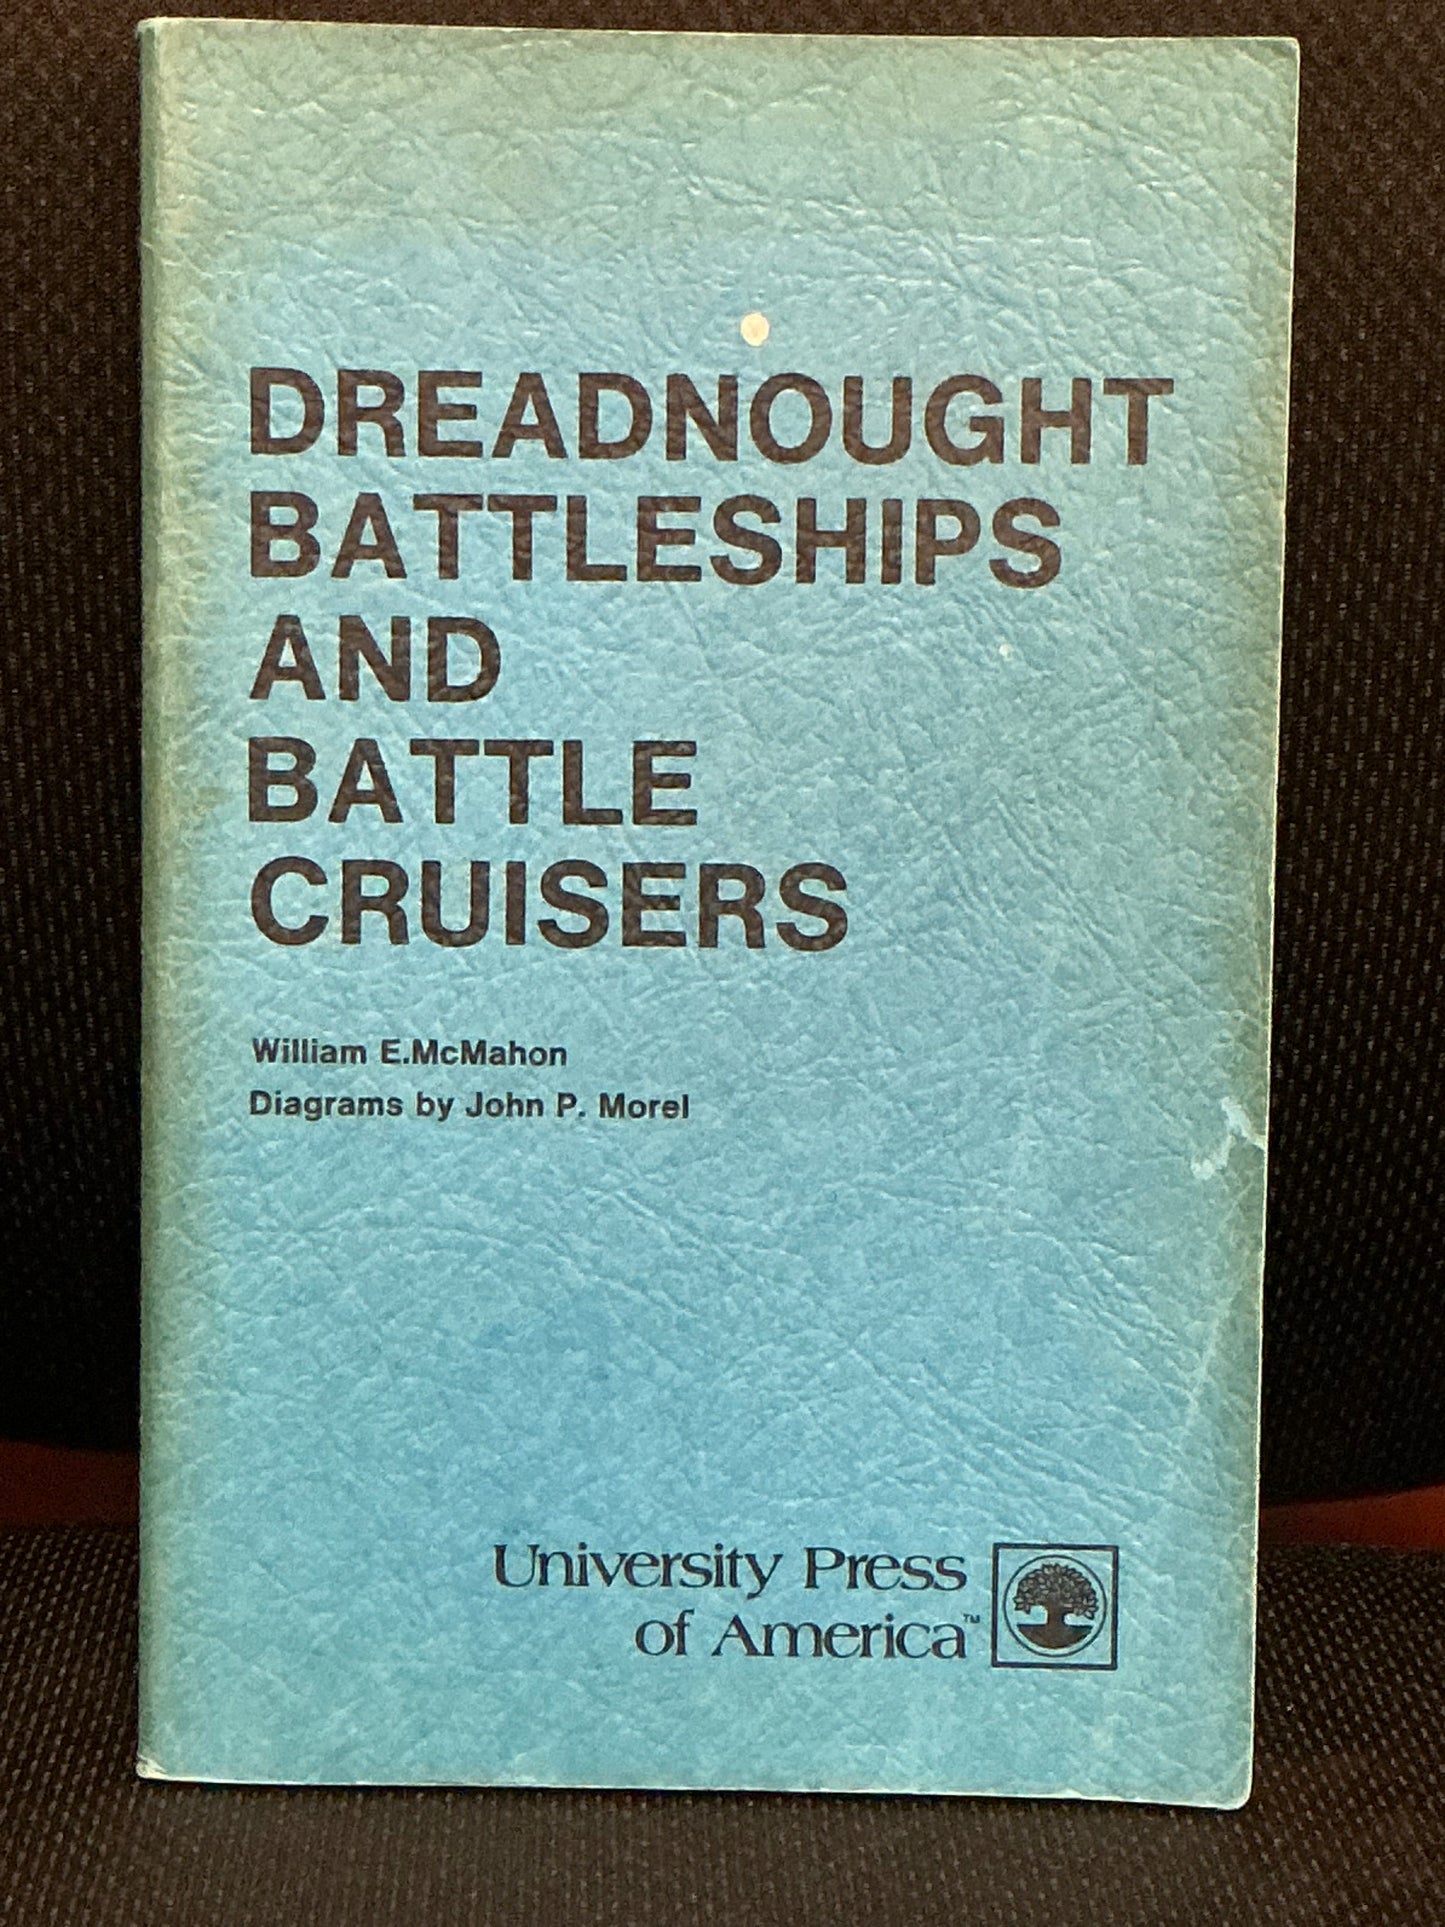 DREADNOUGHT
BATTLESHIPS
AND
BATTLE
CRUISERS
William E.McMahon
Diagrams by John P. Morel
University Press
of America™